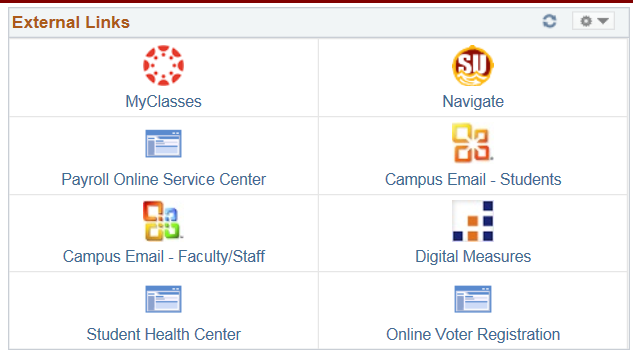 External Links
SU
MyClasses
Navigate
Payroll Online Service Center
Campus Email - Students
Campus Email - Faculty/Staff
Digital Measures
Student Health Center
Online Voter Registration